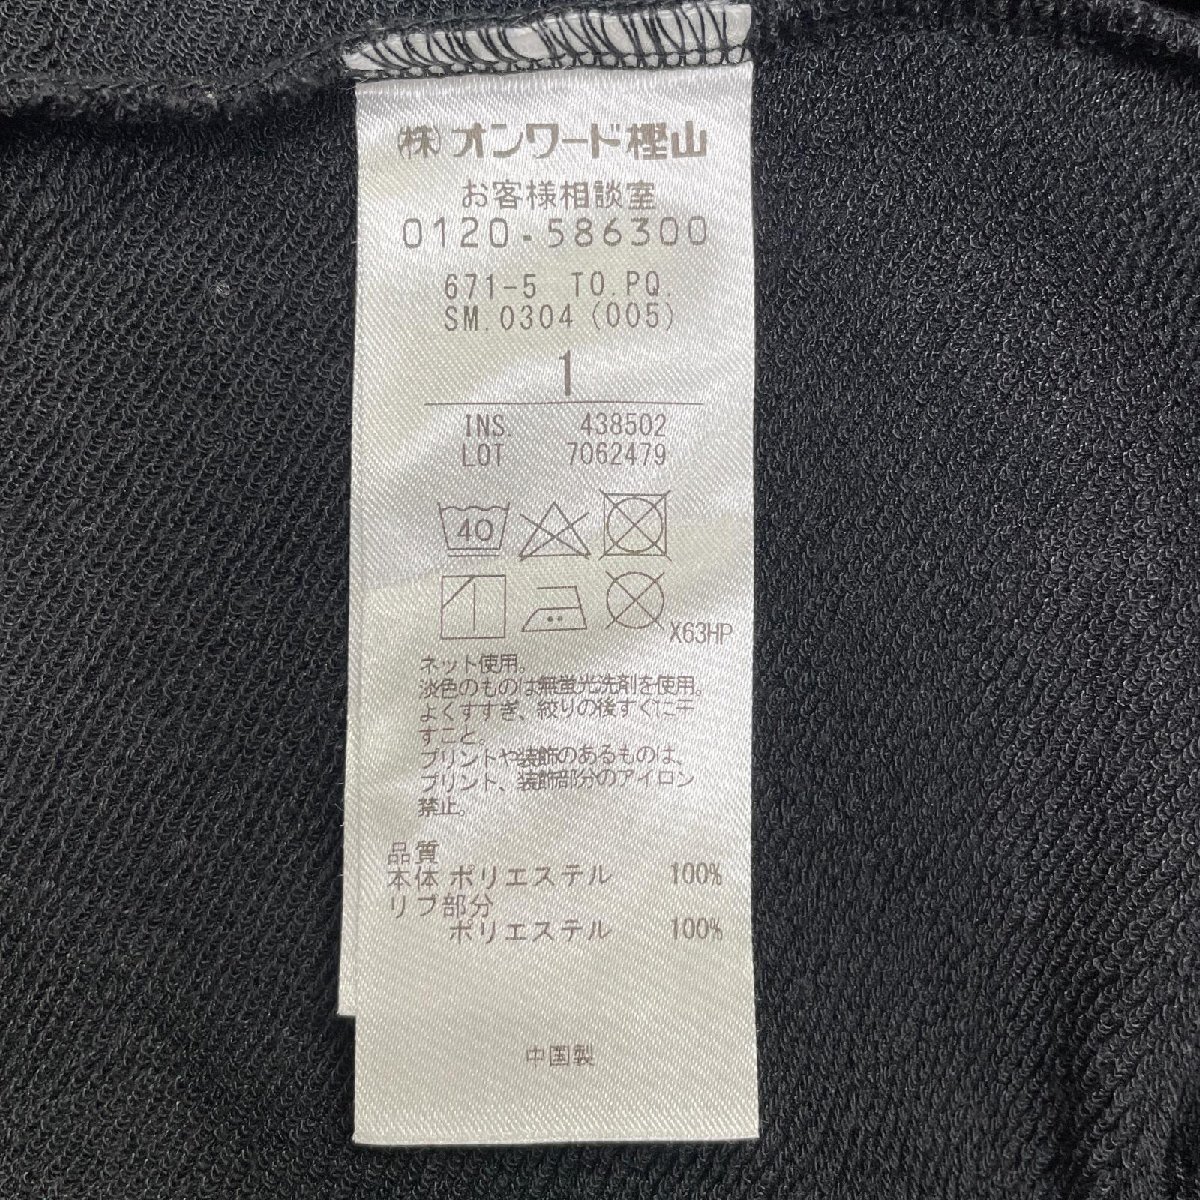 ㈱オンワード樫山
お客様相談室
0120-586300
671-5 TO.PQ.
SM.0304(005)
1
INS. 438502
LOT 7062479
40
X63HP
ネット使用。
淡色のものは無蛍光洗剤を使用。
よくすすぎ、絞りの後すぐに干
すこと。
プリントや装飾のあるものは、
プリント、装飾部分のアイロン
禁止。
品質
本体 ポリエステル 100%
リブ部分
ポリエステル 100%
中国製